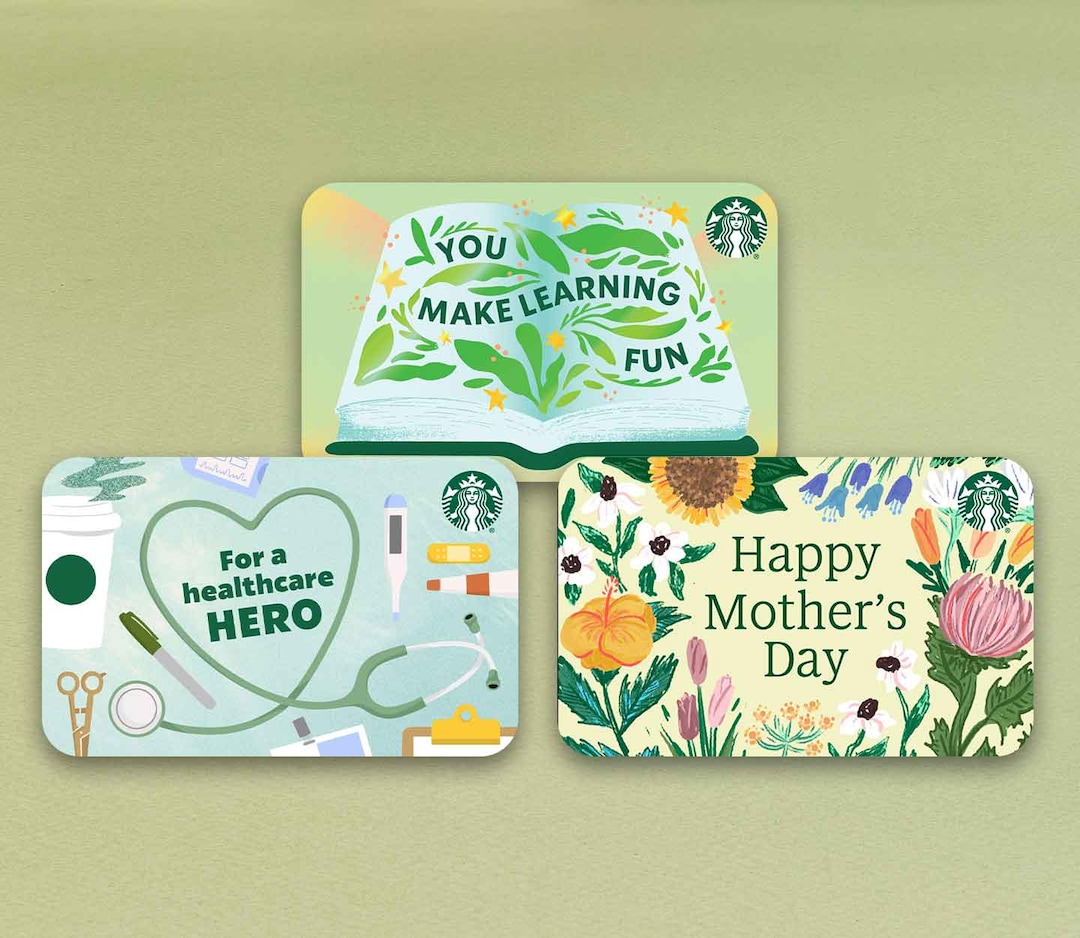 YOU
MAKE LEARNING
FUN
For a
healthcare
HERO
Happy
Mother's
Day